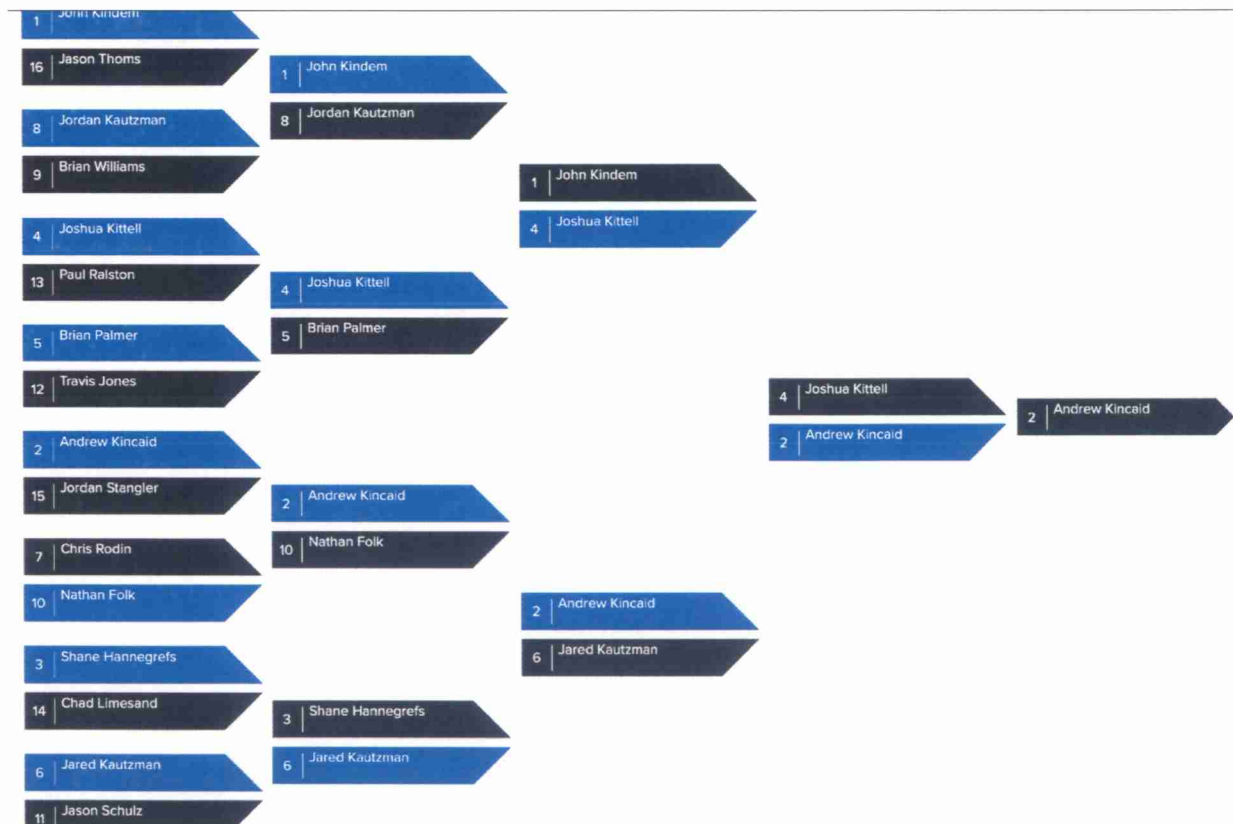 1 John Kindem
16 Jason Thoms
8 Jordan Kautzman
9 Brian Williams
4 Joshua Kittell
13 Paul Ralston
5 Brian Palmer
12 Travis Jones
2 Andrew Kincaid
15 Jordan Stangler
7 Chris Rodin
10 Nathan Folk
3 Shane Hannegrefs
14 Chad Limesand
6 Jared Kautzman
11 Jason Schulz
1 John Kindem
8 Jordan Kautzman
4 Joshua Kittell
5 Brian Palmer
2 Andrew Kincaid
10 Nathan Folk
3 Shane Hannegrefs
6 Jared Kautzman
1 John Kindem
4 Joshua Kittell
2 Andrew Kincaid
6 Jared Kautzman
4 Joshua Kittell
2 Andrew Kincaid
2 Andrew Kincaid